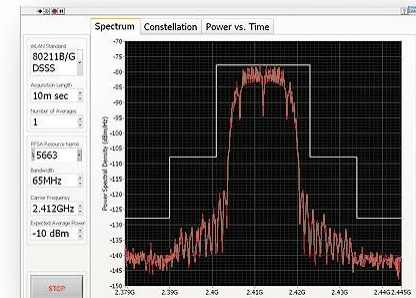 Spectrum Constellation Power vs. Time
WLAN Standard
80211B/G
DSSS
Acquisition Length
10m sec
Number of Averages
1
RFSA Resource Name
5663
Bandwidth
65MHz
Carrier Frequency
2.412GHz
Expected Average Power
-10 dBm
STOP
Power Spectral Density (dBm/Hz)
-70
-75
-80
-85
-90
-95
-100
-105
-110
-115
-120
-125
-130
-135
-140
-145
-150
2.379G 2.39G 2.4G 2.41G 2.42G 2.43G 2.44G 2.445G